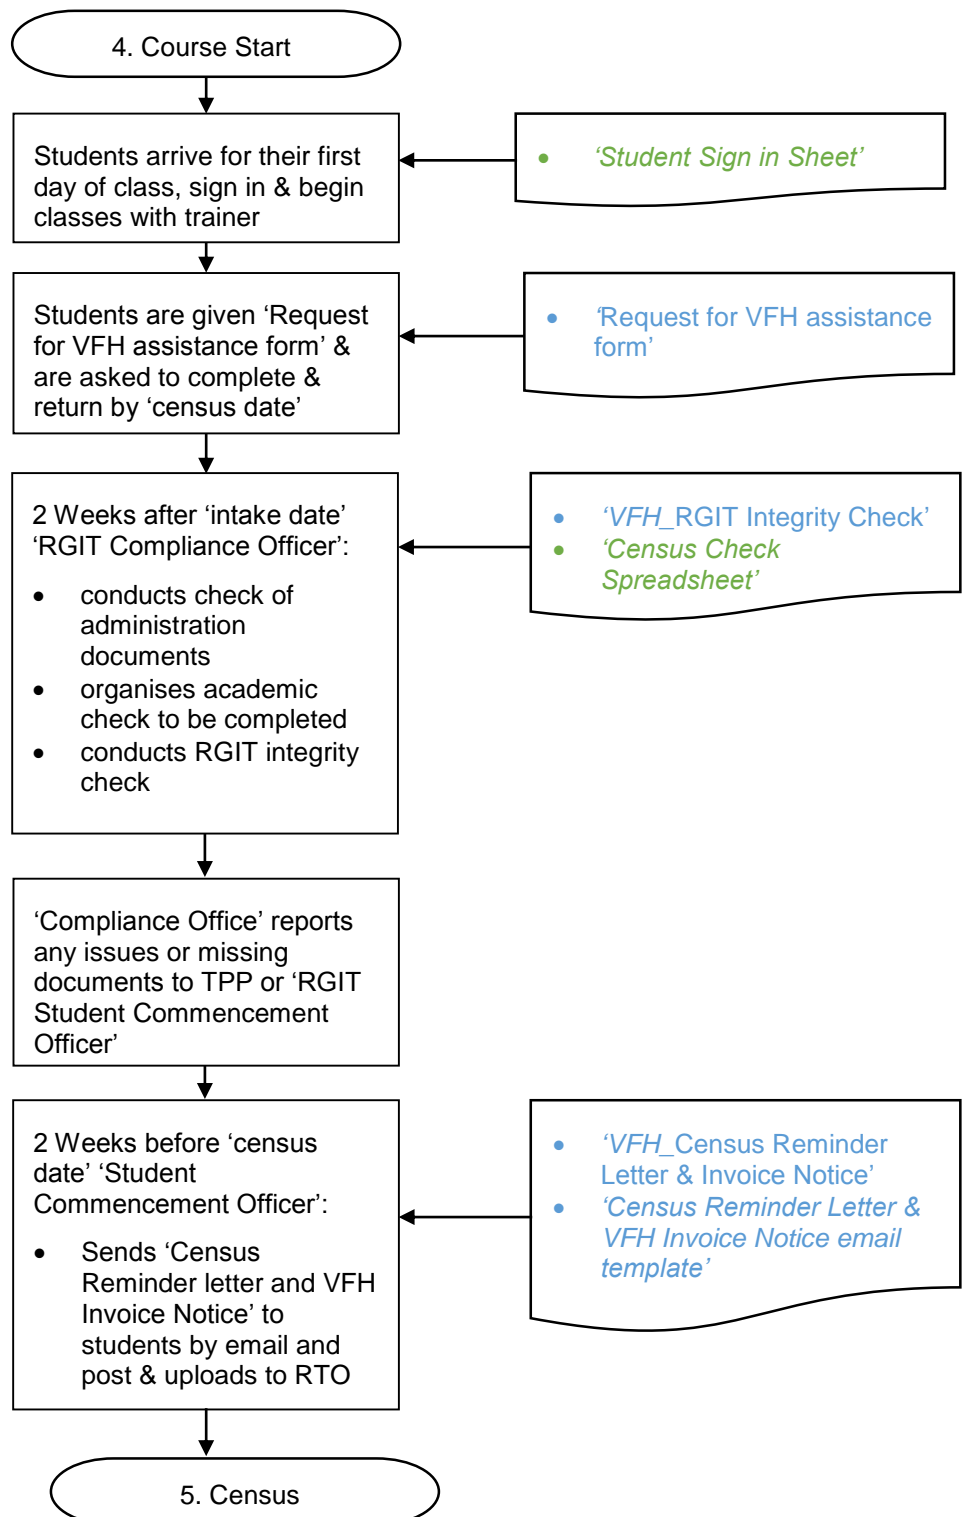 4. Course Start
Students arrive for their first
day of class, sign in & begin
classes with trainer
• ‘Student Sign in Sheet’
Students are given ‘Request
for VFH assistance form’ &
are asked to complete &
return by ‘census date’
• ‘Request for VFH assistance
form’
2 Weeks after ‘intake date’
‘RGIT Compliance Officer’:
• conducts check of
administration
documents
• organises academic
check to be completed
• conducts RGIT integrity
check
• ‘VFH_RGIT Integrity Check’
• ‘Census Check
Spreadsheet’
‘Compliance Office’ reports
any issues or missing
documents to TPP or ‘RGIT
Student Commencement
Officer’
2 Weeks before ‘census
date’ ‘Student
Commencement Officer’:
• Sends ‘Census
Reminder letter and VFH
Invoice Notice’ to
students by email and
post & uploads to RTO
• ‘VFH_Census Reminder
Letter & Invoice Notice’
• ‘Census Reminder Letter &
VFH Invoice Notice email
template’
5. Census